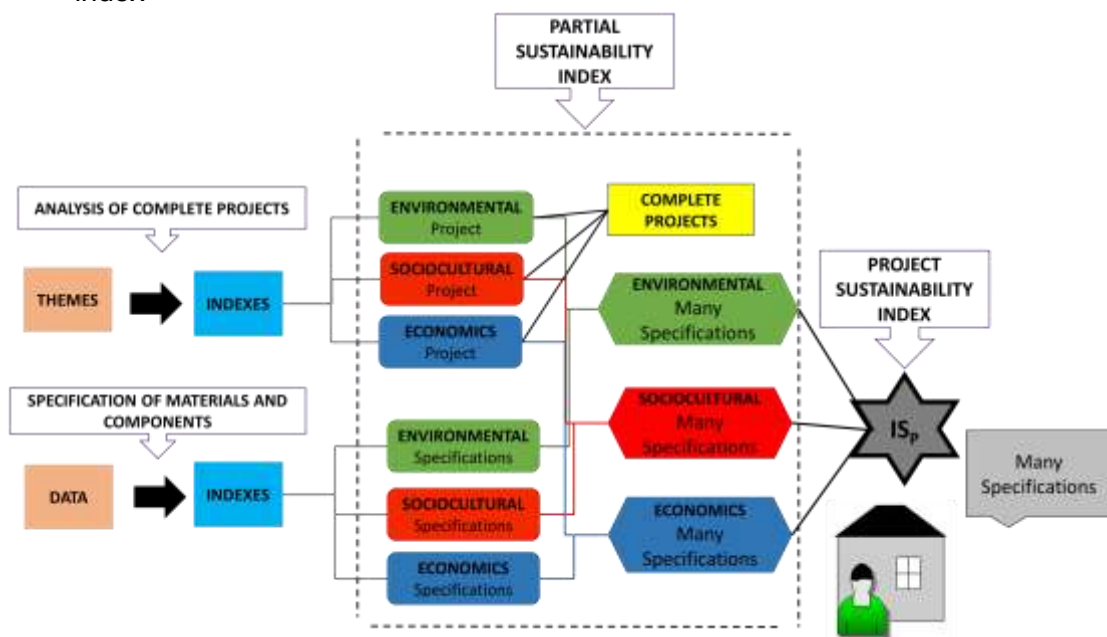 index
PARTIAL
SUSTAINABILITY
INDEX
ANALYSIS OF COMPLETE PROJECTS
THEMES
INDEXES
ENVIRONMENTAL
Project
SOCIOCULTURAL
Project
ECONOMICS
Project
COMPLETE
PROJECTS
SPECIFICATION OF MATERIALS AND
COMPONENTS
DATA
INDEXES
ENVIRONMENTAL
Specifications
SOCIOCULTURAL
Specifications
ECONOMICS
Specifications
ENVIRONMENTAL
Many
Specifications
SOCIOCULTURAL
Many
Specifications
ECONOMICS
Many
Specifications
PROJECT
SUSTAINABILITY
INDEX
ISp
Many
Specifications